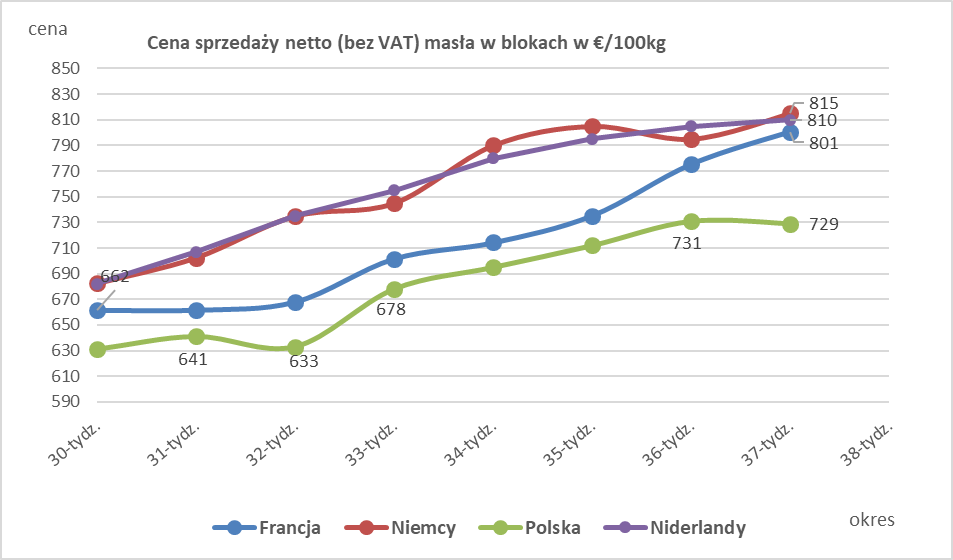 cena
Cena sprzedaży netto (bez VAT) masła w blokach w €/100kg
850
830
810
790
770
750
730
710
690
670
650
630
610
590
815
810
801
729
731
662
678
641
633
30-tydz.
31-tydz.
32-tydz.
33-tydz.
34-tydz.
35-tydz.
36-tydz.
37-tydz.
38-tydz.
okres
Francja Niemcy Polska Niderlandy